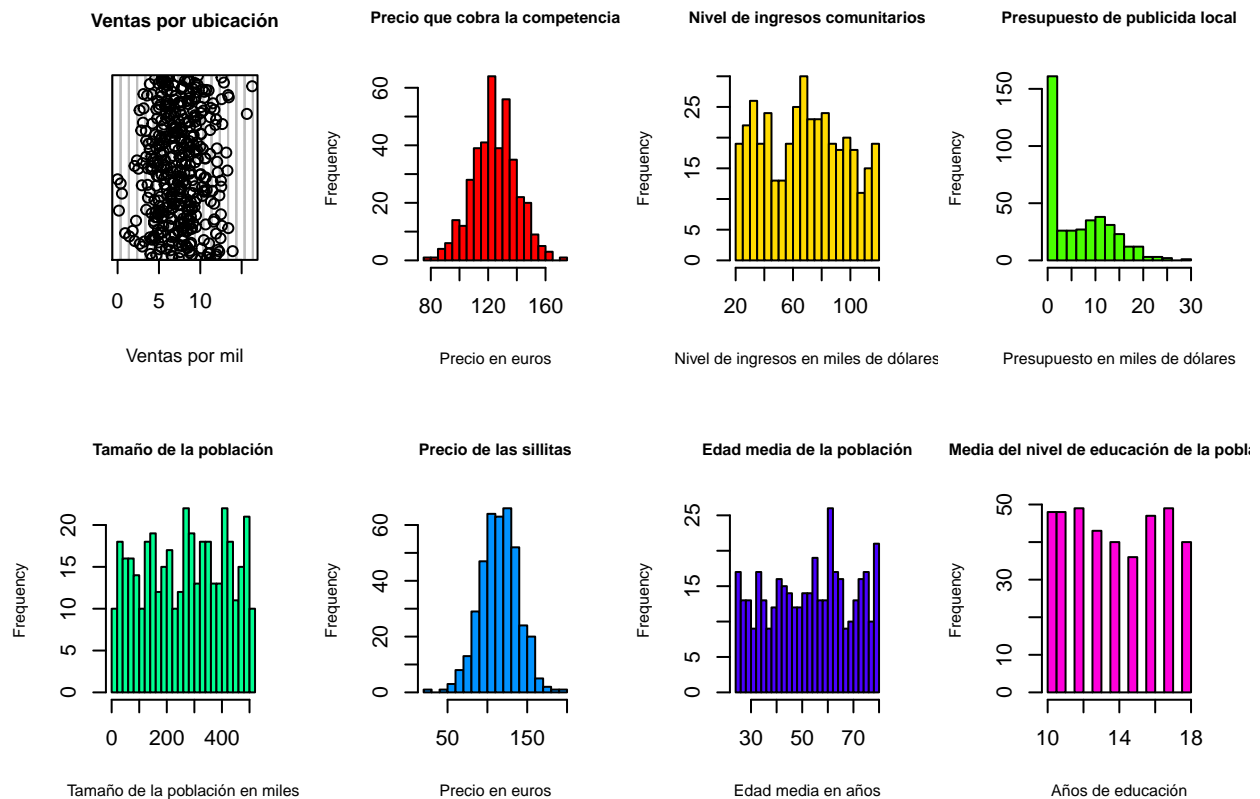 Ventas por ubicación
0 5 10
Ventas por mil
Precio que cobra la competencia
Frequency
0 20 40 60
80 120 160
Precio en euros
Nivel de ingresos comunitarios
Frequency
0 5 15 25
20 60 100
Nivel de ingresos en miles de dólares
Presupuesto de publicida local
Frequency
0 50 100 150
0 10 20 30
Presupuesto en miles de dólares
Tamaño de la población
Frequency
0 5 10 15 20
0 200 400
Tamaño de la población en miles
Precio de las sillitas
Frequency
0 20 40 60
50 150
Precio en euros
Edad media de la población
Frequency
0 5 15 25
30 50 70
Edad media en años
Media del nivel de educación de la pobla
Frequency
0 10 30 50
10 14 18
Años de educación